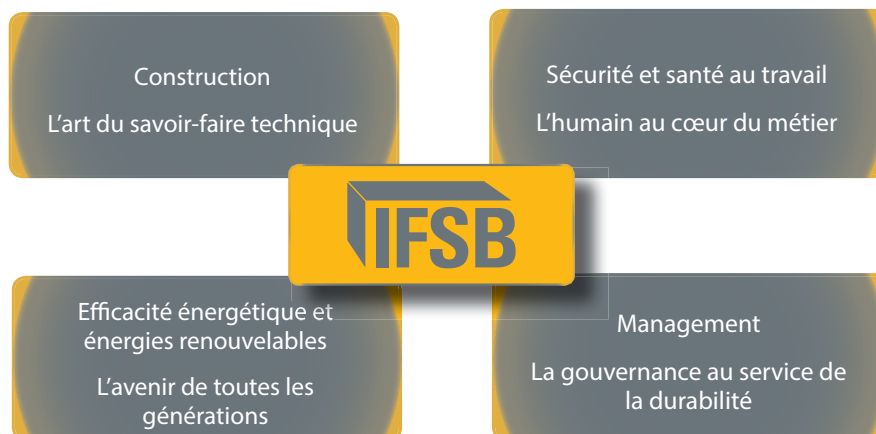 Construction
L’art du savoir-faire technique
Sécurité et santé au travail
L’humain au cœur du métier
IFSB
Efficacité énergétique et
énergies renouvelables
L’avenir de toutes les
générations
Management
La gouvernance au service de
la durabilité